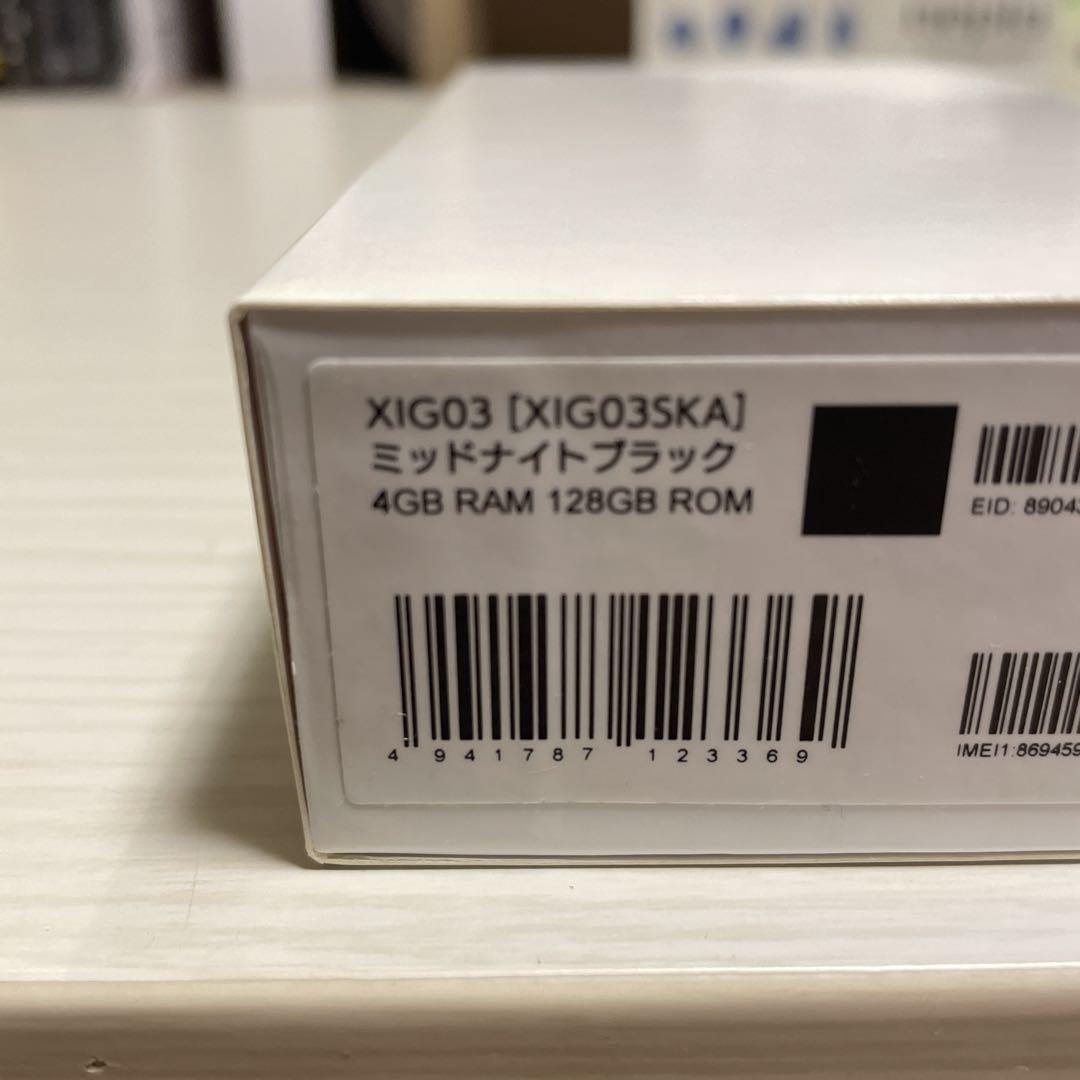 XIG03 [XIG03SKA]
ミッドナイトブラック
4GB RAM 128GB ROM
EID: 8904
4 941787 123369
IMEI1:869459